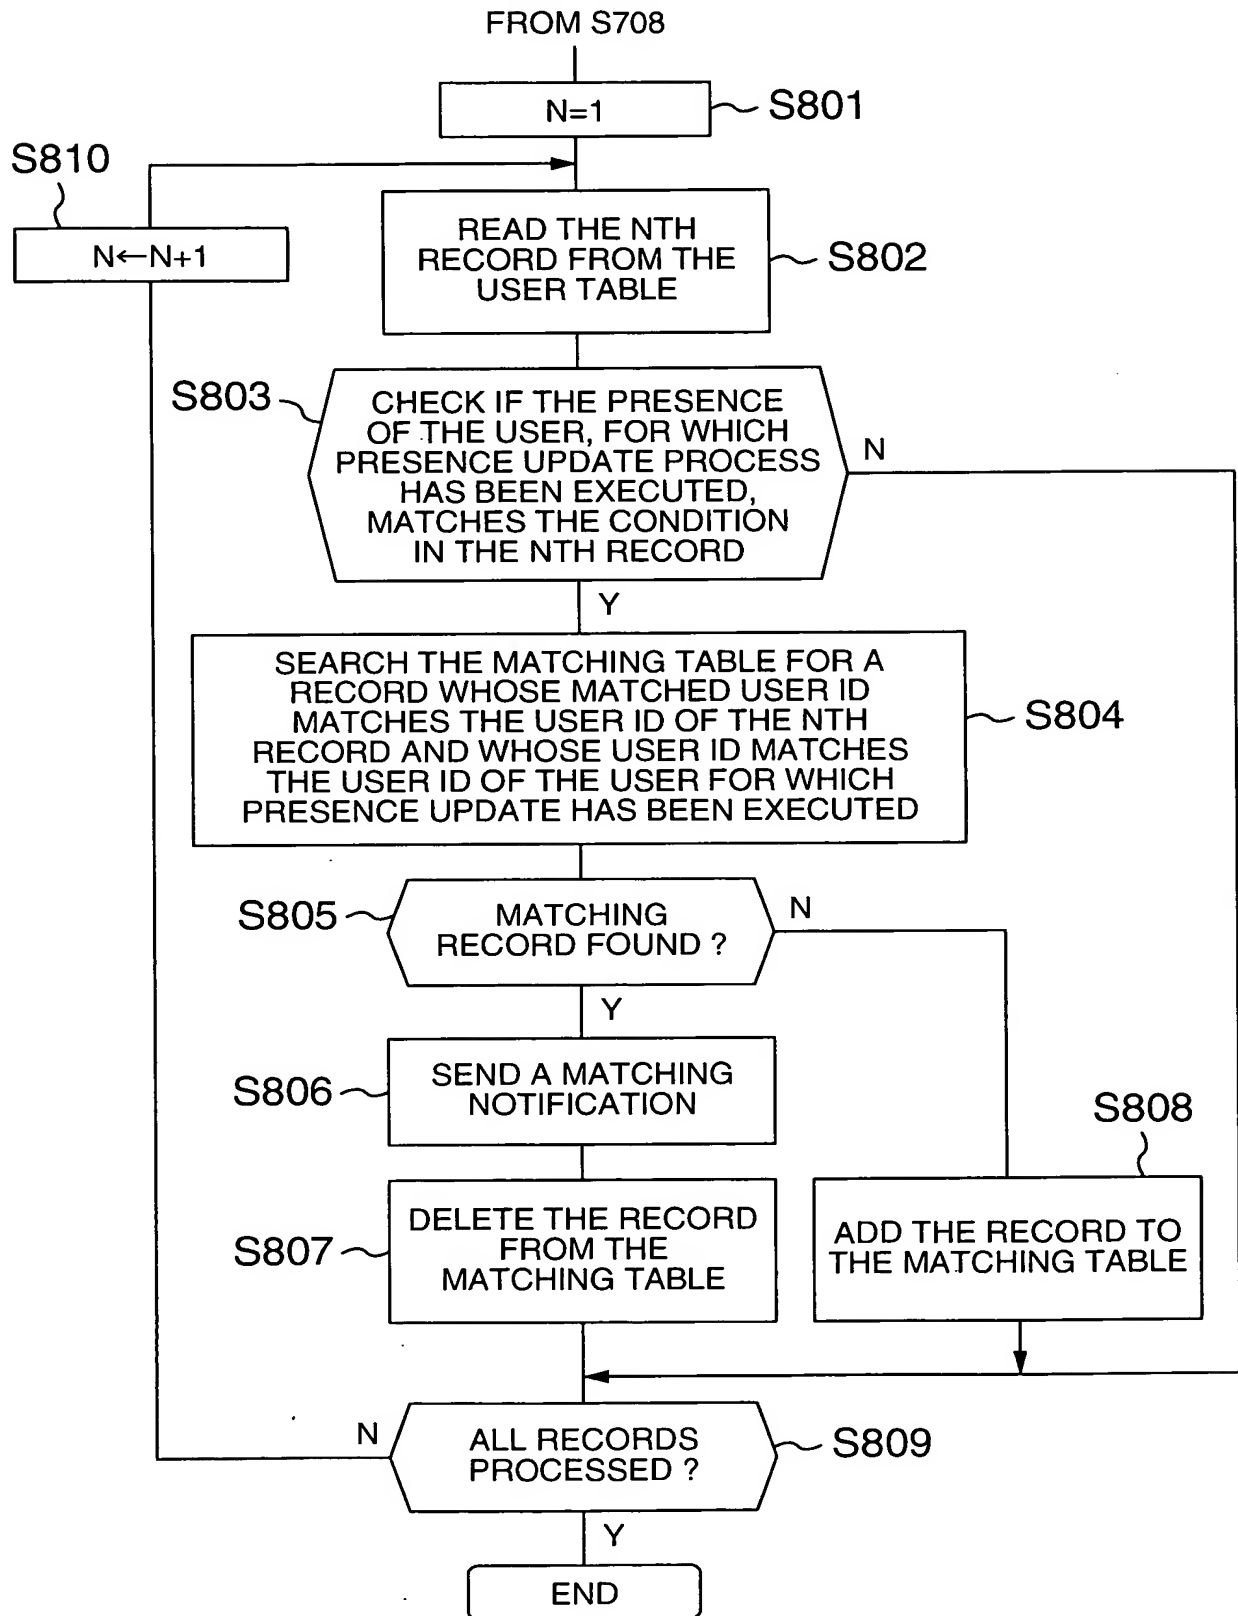 FROM S708
N=1
S801
S810
N←N+1
READ THE NTH
RECORD FROM THE
USER TABLE
S802
S803
CHECK IF THE PRESENCE
OF THE USER, FOR WHICH
PRESENCE UPDATE PROCESS
HAS BEEN EXECUTED,
MATCHES THE CONDITION
IN THE NTH RECORD
N
Y
SEARCH THE MATCHING TABLE FOR A
RECORD WHOSE MATCHED USER ID
MATCHES THE USER ID OF THE NTH
RECORD AND WHOSE USER ID MATCHES
THE USER ID OF THE USER FOR WHICH
PRESENCE UPDATE HAS BEEN EXECUTED
S804
S805
MATCHING
RECORD FOUND ?
N
Y
S806
SEND A MATCHING
NOTIFICATION
S807
DELETE THE RECORD
FROM THE
MATCHING TABLE
S808
ADD THE RECORD TO
THE MATCHING TABLE
N
ALL RECORDS
PROCESSED ?
S809
Y
END